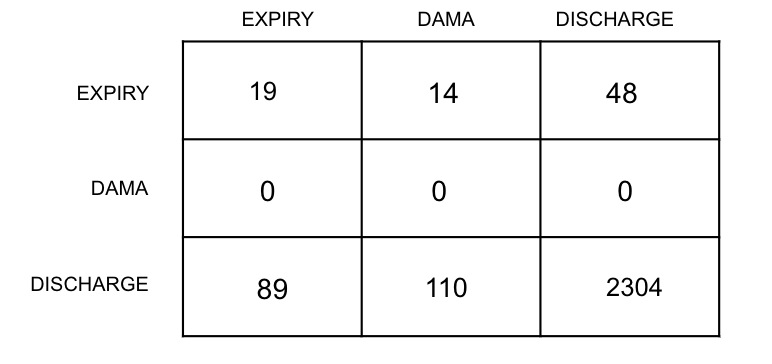 EXPIRY DAMA DISCHARGE
EXPIRY 19 14 48
DAMA 0 0 0
DISCHARGE 89 110 2304